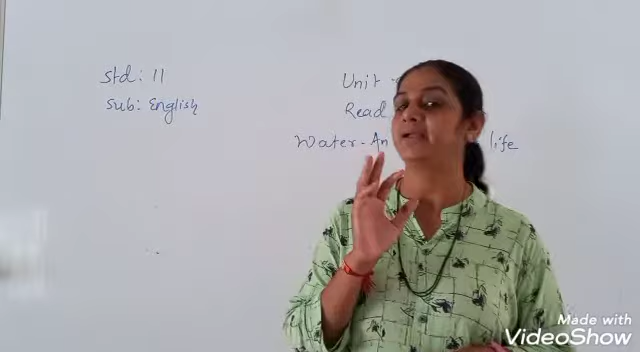 Std: 11
Sub: English
Unit
Read
Water-An life
Made with
VideoShow